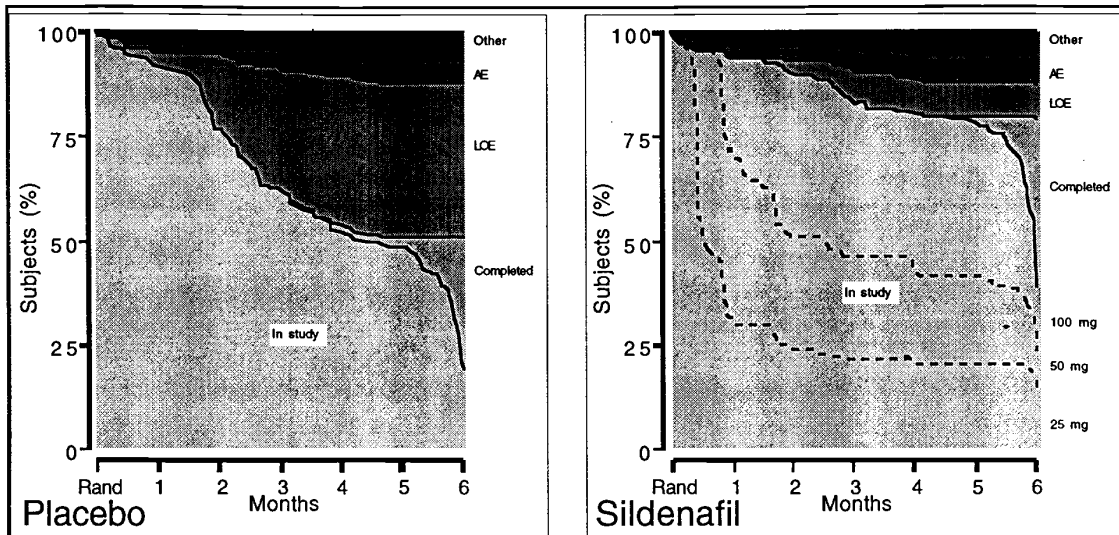 100
75
50
25
0
Subjects (%)
Other
AE
LOE
Completed
In study
Rand 1 2 3 4 5 6
Months
Placebo
100
75
50
25
0
Subjects (%)
Other
AE
LOE
Completed
In study
100 mg
50 mg
25 mg
Rand 1 2 3 4 5 6
Months
Sildenafil